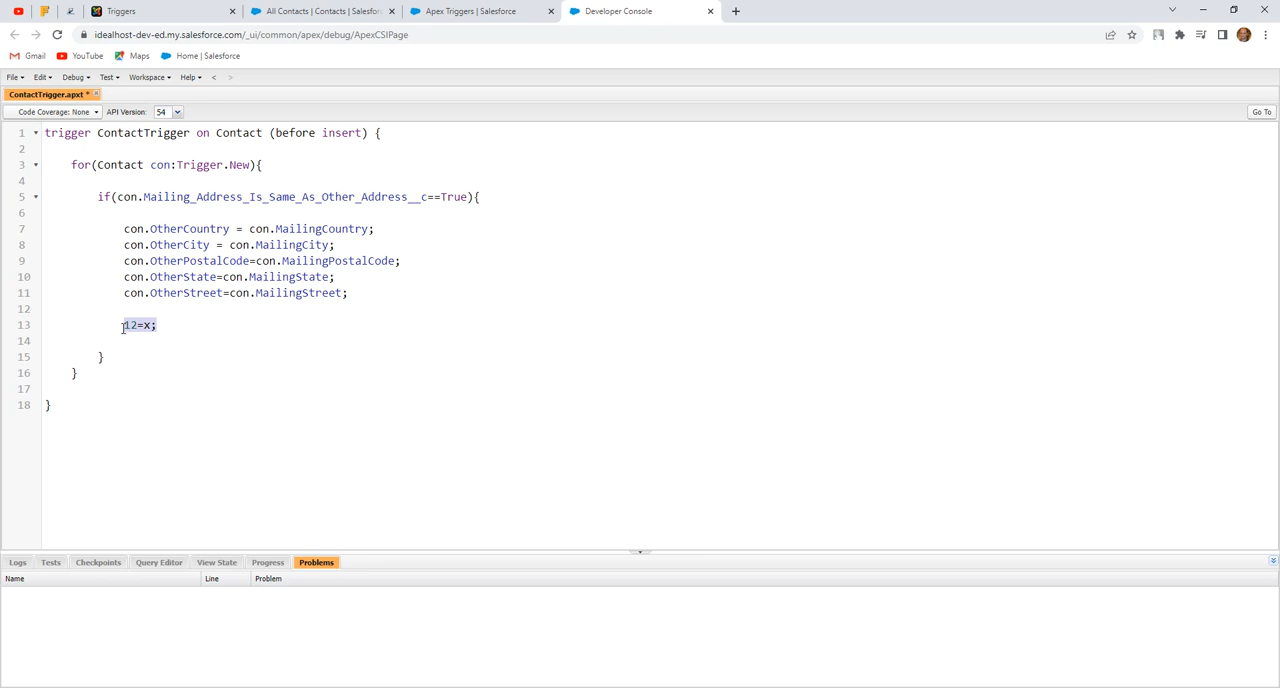 Triggers
All Contacts | Contacts | Salesforc
Apex Triggers | Salesforce
Developer Console
idealhost-dev-ed.my.salesforce.com/_ui/common/apex/debug/ApexCSIPage
Gmail YouTube Maps Home | Salesforce
File Edit Debug Test Workspace Help < >
ContactTrigger.apxt *
Code Coverage: None API Version: 54 Go To
1 trigger ContactTrigger on Contact (before insert) {
2
3 for(Contact con:Trigger.New){
4
5 if(con.Mailing_Address_Is_Same_As_Other_Address__c==True){
6
7 con.OtherCountry = con.MailingCountry;
8 con.OtherCity = con.MailingCity;
9 con.OtherPostalCode=con.MailingPostalCode;
10 con.OtherState=con.MailingState;
11 con.OtherStreet=con.MailingStreet;
12
13 12=x;
14
15 }
16 }
17
18 }
Logs Tests Checkpoints Query Editor View State Progress Problems
Name Line Problem